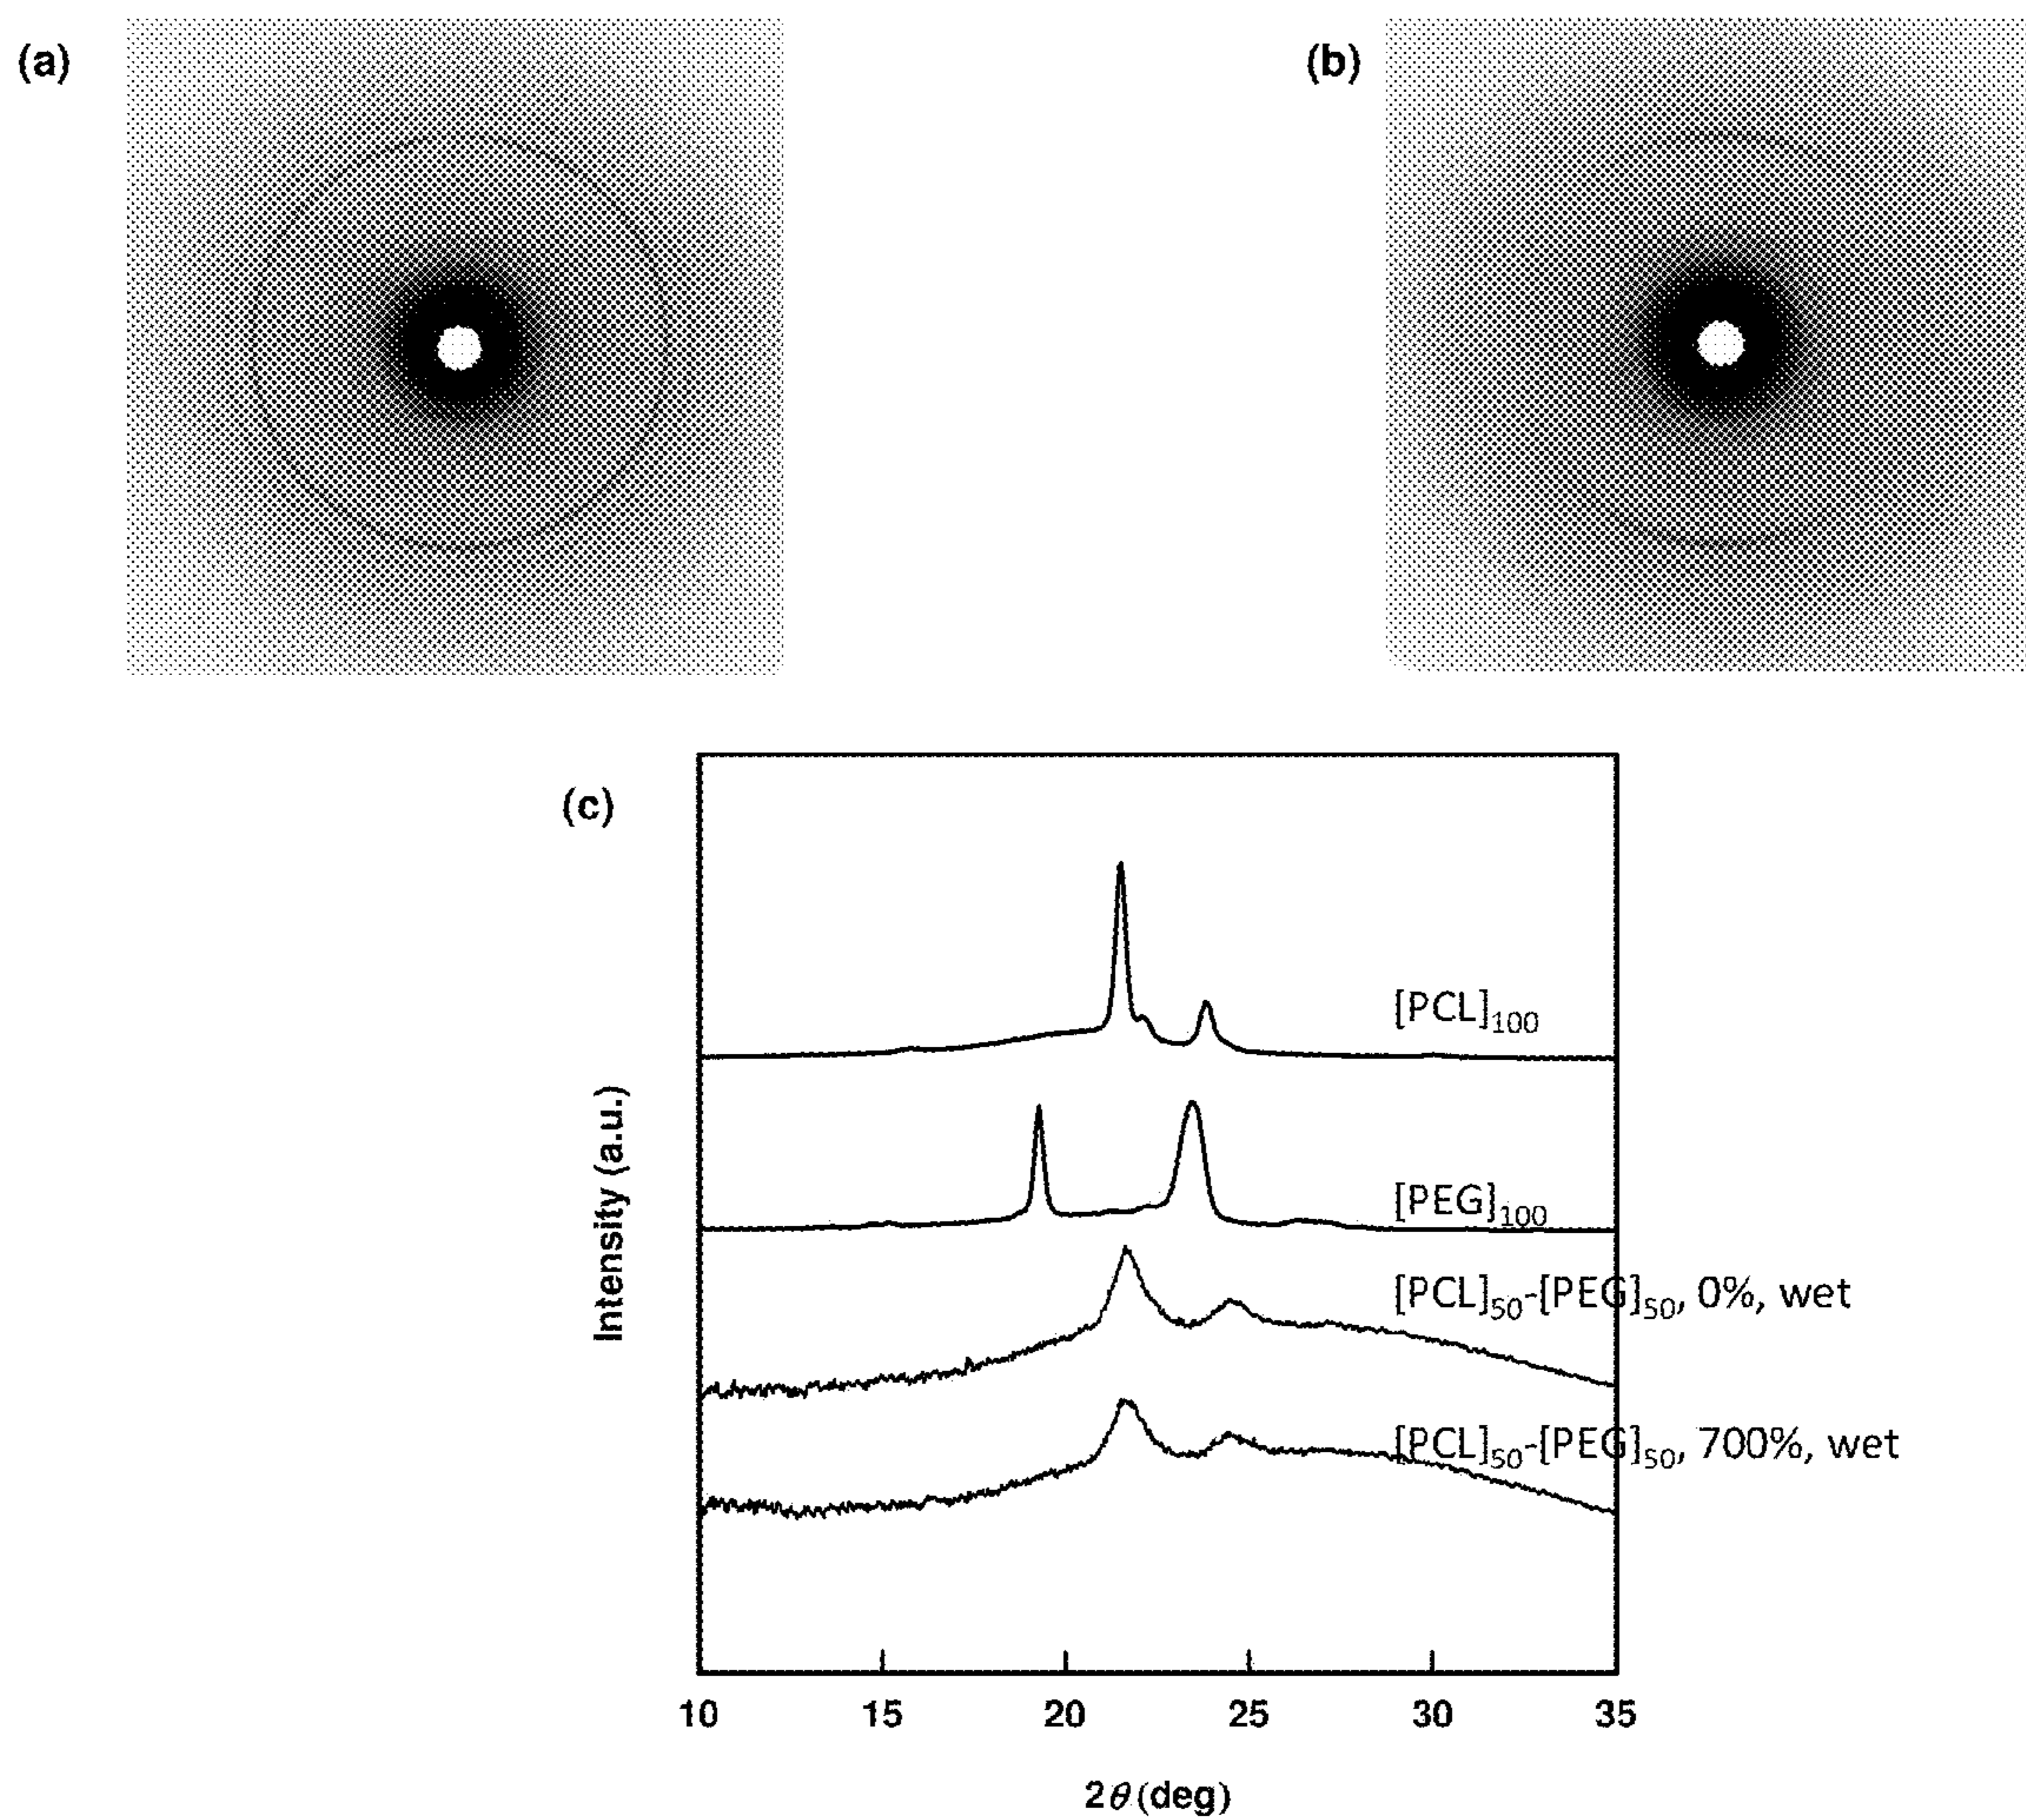 (a)
(b)
(c)
[PCL]100
[PEG]100
[PCL]50-[PEG]50, 0%, wet
[PCL]50-[PEG]50, 700%, wet
Intensity (a.u.)
10 15 20 25 30 35
2θ (deg)